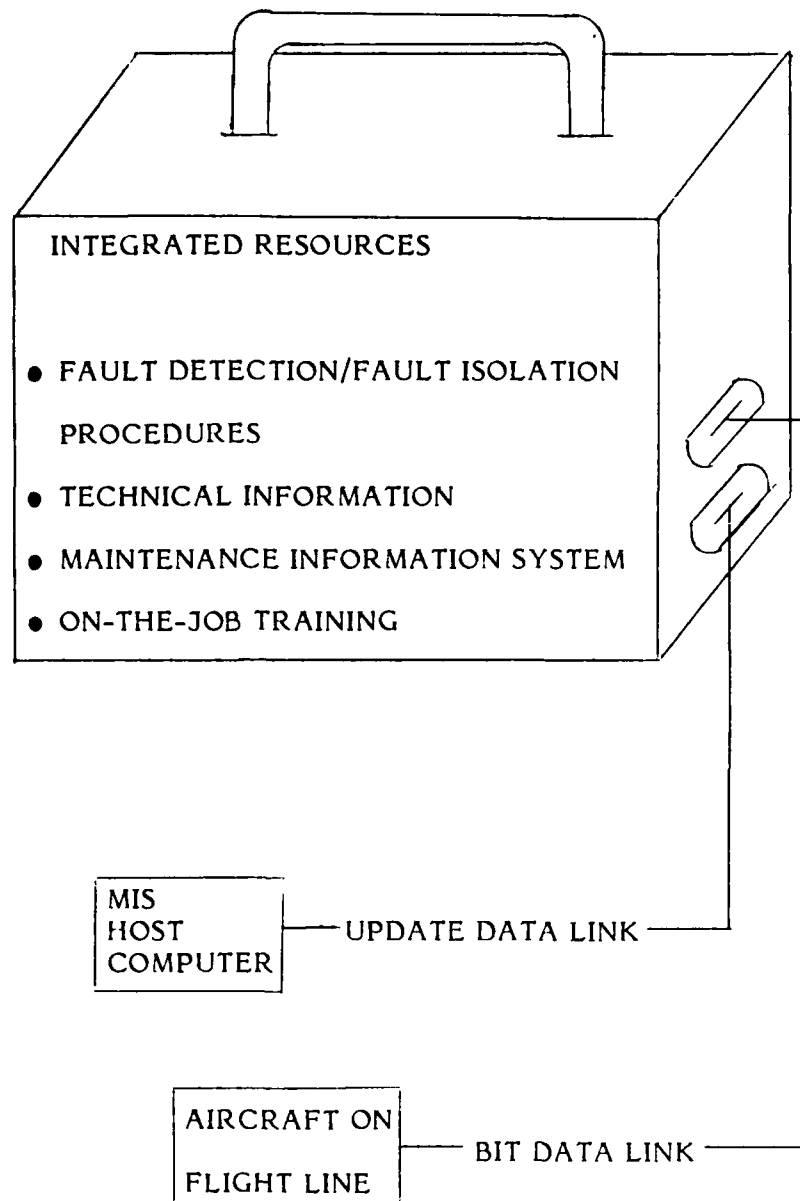 INTEGRATED RESOURCES
● FAULT DETECTION/FAULT ISOLATION
PROCEDURES
● TECHNICAL INFORMATION
● MAINTENANCE INFORMATION SYSTEM
● ON-THE-JOB TRAINING
MIS
HOST
COMPUTER
UPDATE DATA LINK
AIRCRAFT ON
FLIGHT LINE
BIT DATA LINK